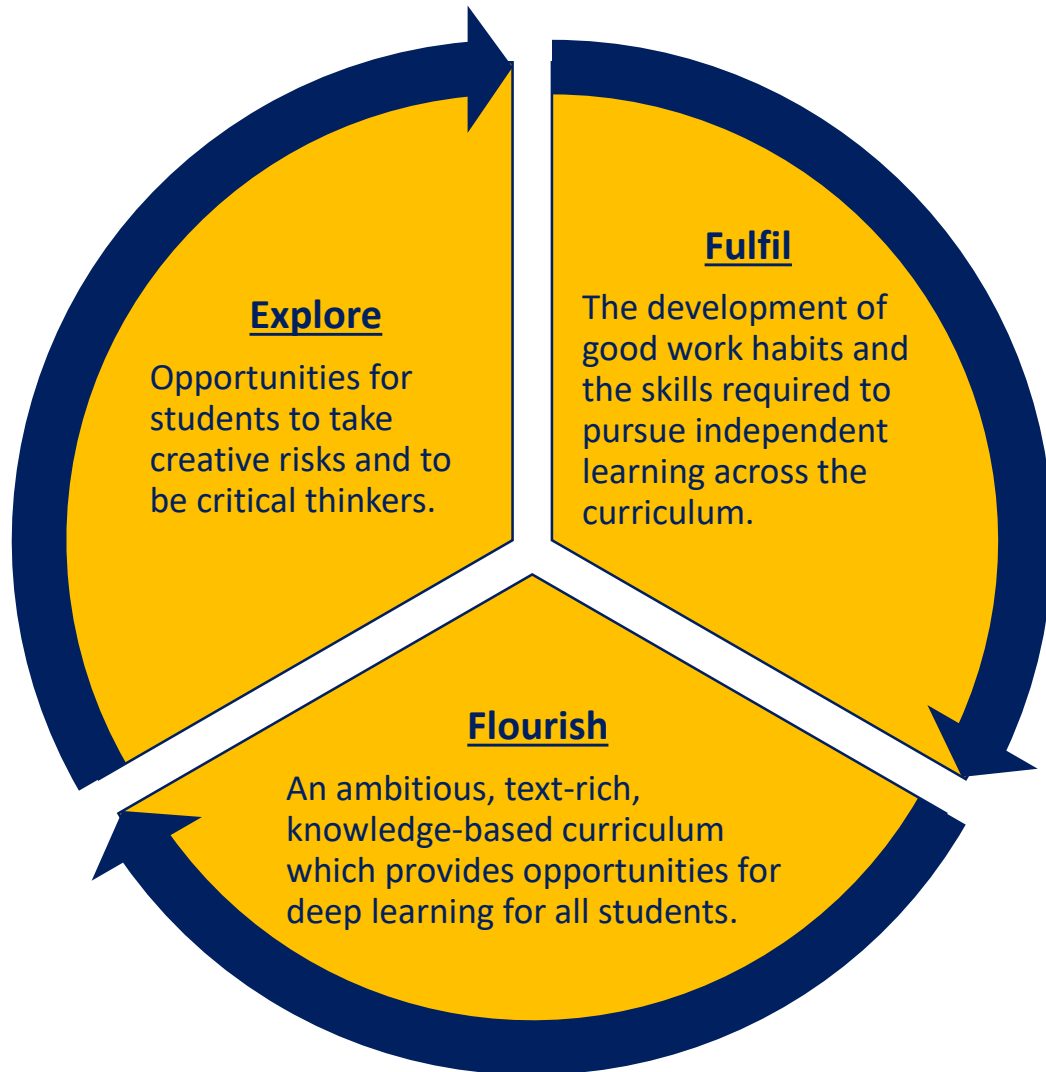 Explore
Opportunities for
students to take
creative risks and to
be critical thinkers.
Fulfil
The development of
good work habits and
the skills required to
pursue independent
learning across the
curriculum.
Flourish
An ambitious, text-rich,
knowledge-based curriculum
which provides opportunities for
deep learning for all students.